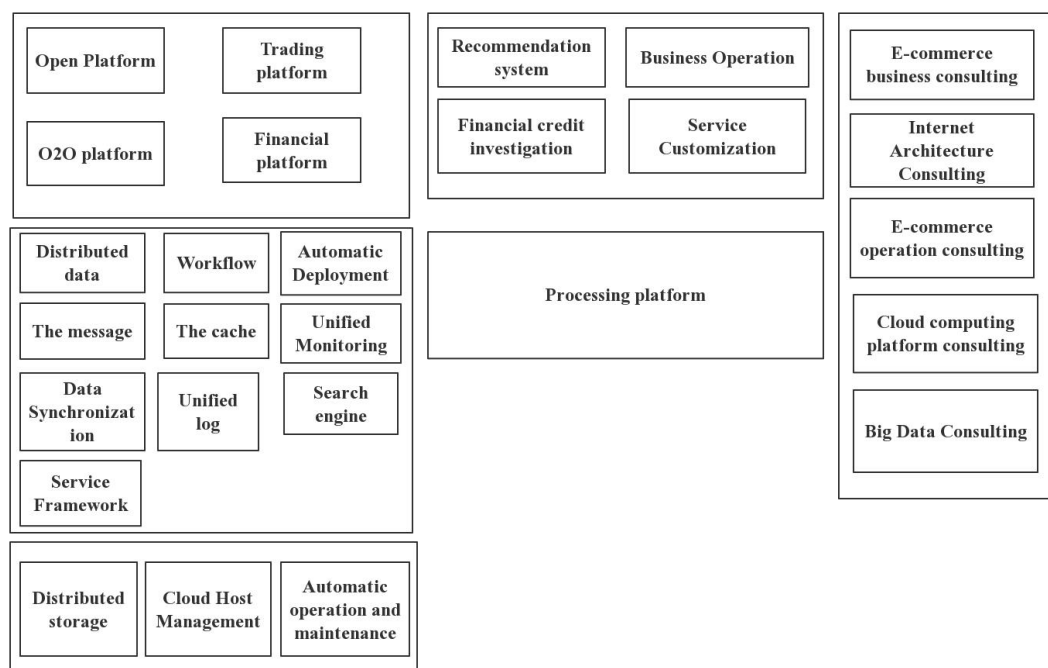 Open Platform
Trading
platform
O2O platform
Financial
platform
Recommendation
system
Business Operation
Financial credit
investigation
Service
Customization
E-commerce
business consulting
Internet
Architecture
Consulting
E-commerce
operation consulting
Cloud computing
platform consulting
Big Data Consulting
Distributed
data
Workflow
Automatic
Deployment
The message
The cache
Unified
Monitoring
Data
Synchronizat
ion
Unified
log
Search
engine
Service
Framework
Processing platform
Distributed
storage
Cloud Host
Management
Automatic
operation and
maintenance